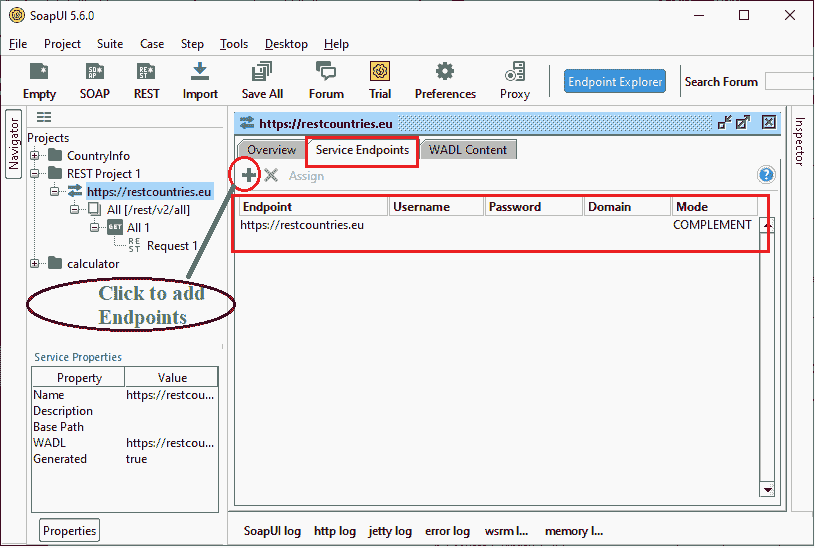 SoapUI 5.6.0
File Project Suite Case Step Tools Desktop Help
Empty SOAP REST Import Save All Forum Trial Preferences Proxy Endpoint Explorer Search Forum
Navigator
Projects
CountryInfo
REST Project 1
https://restcountries.eu
All [/rest/v2/all]
GET All 1
REST Request 1
calculator
Click to add
Endpoints
Service Properties
Property Value
Name https://restcou...
Description
Base Path
WADL https://restcou...
Generated true
Properties
https://restcountries.eu
Overview Service Endpoints WADL Content
Assign ?
Endpoint Username Password Domain Mode
https://restcountries.eu COMPLEMENT
Inspector
SoapUI log http log jetty log error log wsrm l... memory l...